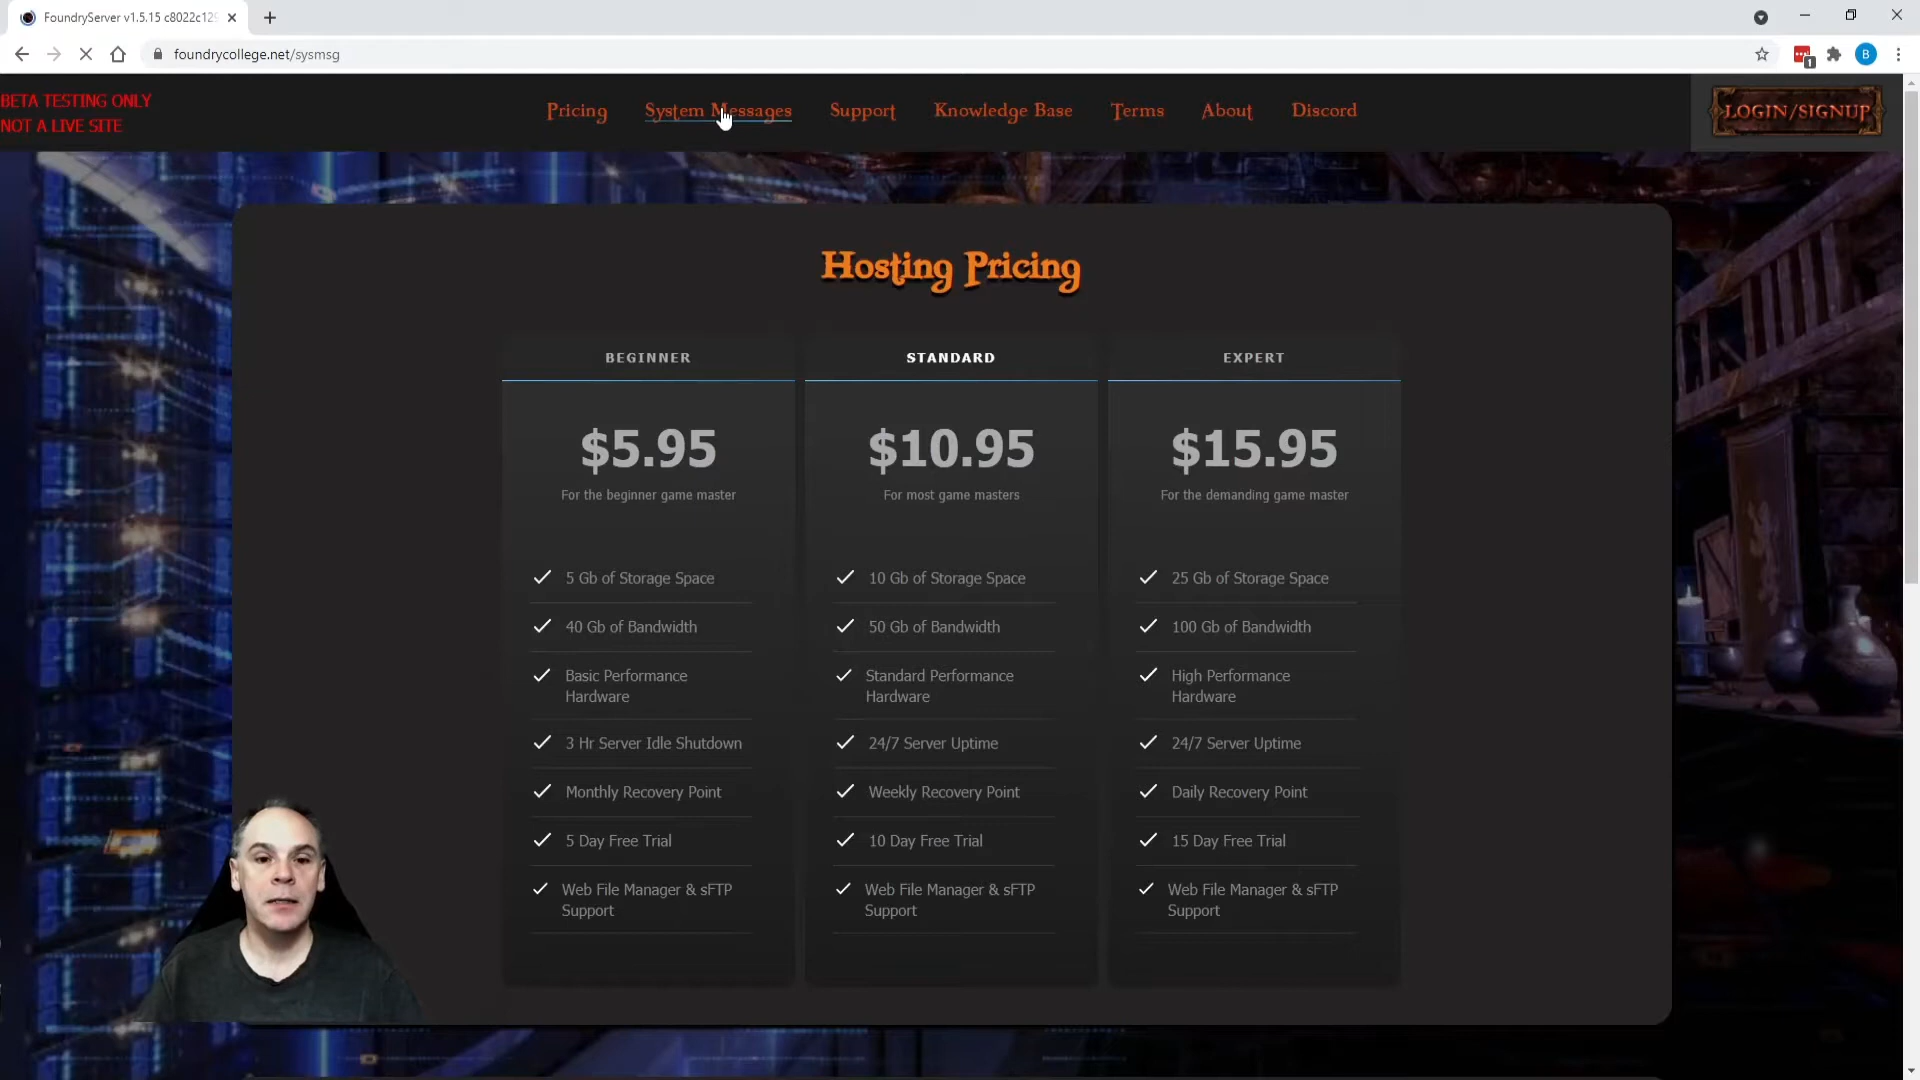 FoundryServer v1.5.15 c8022c129
foundrycollege.net/sysmsg
1
B
BETA TESTING ONLY
NOT A LIVE SITE
Pricing
System Messages
Support
Knowledge Base
Terms
About
Discord
LOGIN/SIGNUP
Hosting Pricing
BEGINNER
$5.95
For the beginner game master
5 Gb of Storage Space
40 Gb of Bandwidth
Basic Performance
Hardware
3 Hr Server Idle Shutdown
Monthly Recovery Point
5 Day Free Trial
Web File Manager & sFTP
Support
STANDARD
$10.95
For most game masters
10 Gb of Storage Space
50 Gb of Bandwidth
Standard Performance
Hardware
24/7 Server Uptime
Weekly Recovery Point
10 Day Free Trial
Web File Manager & sFTP
Support
EXPERT
$15.95
For the demanding game master
25 Gb of Storage Space
100 Gb of Bandwidth
High Performance
Hardware
24/7 Server Uptime
Daily Recovery Point
15 Day Free Trial
Web File Manager & sFTP
Support